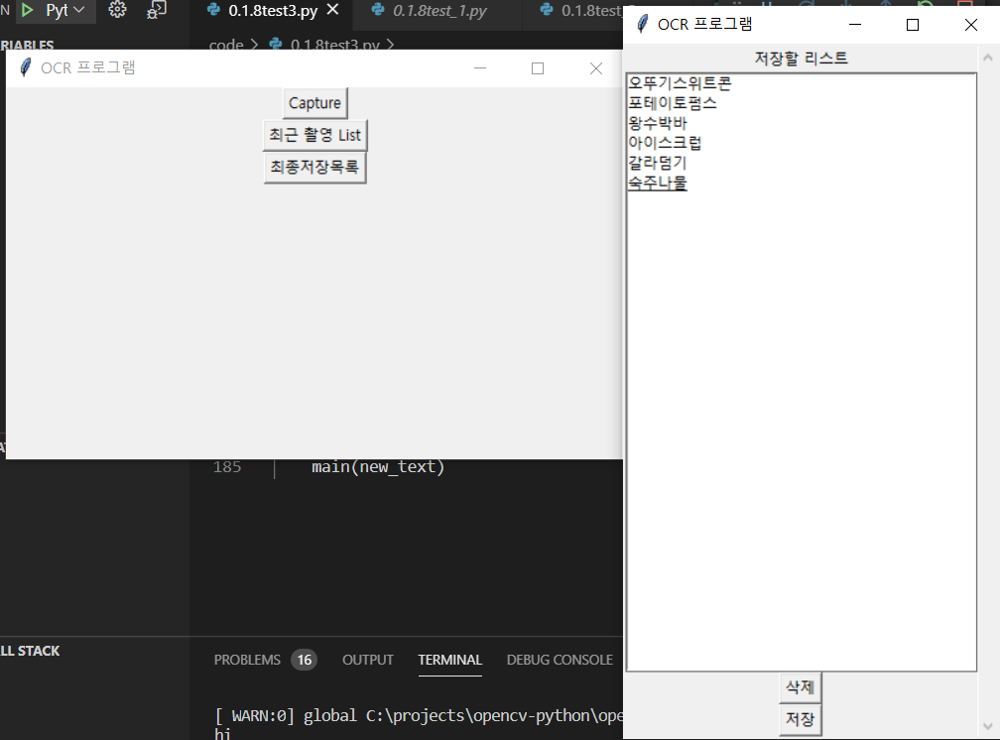 N Pyt
RIABLES
0.1.8test3.py 0.1.8test_1.py 0.1.8test_
code > 0.1.8test3.py >
OCR 프로그램
Capture
최근 촬영 List
최종저장목록
185 main(new_text)
LL STACK
PROBLEMS 16 OUTPUT TERMINAL DEBUG CONSOLE
[ WARN:0] global C:\projects\opencv-python\ope
hi
OCR 프로그램
저장할 리스트
오뚜기스위트콘
포테이토펌스
왕수박바
아이스크럽
갈라덤기
숙주나물
삭제
저장